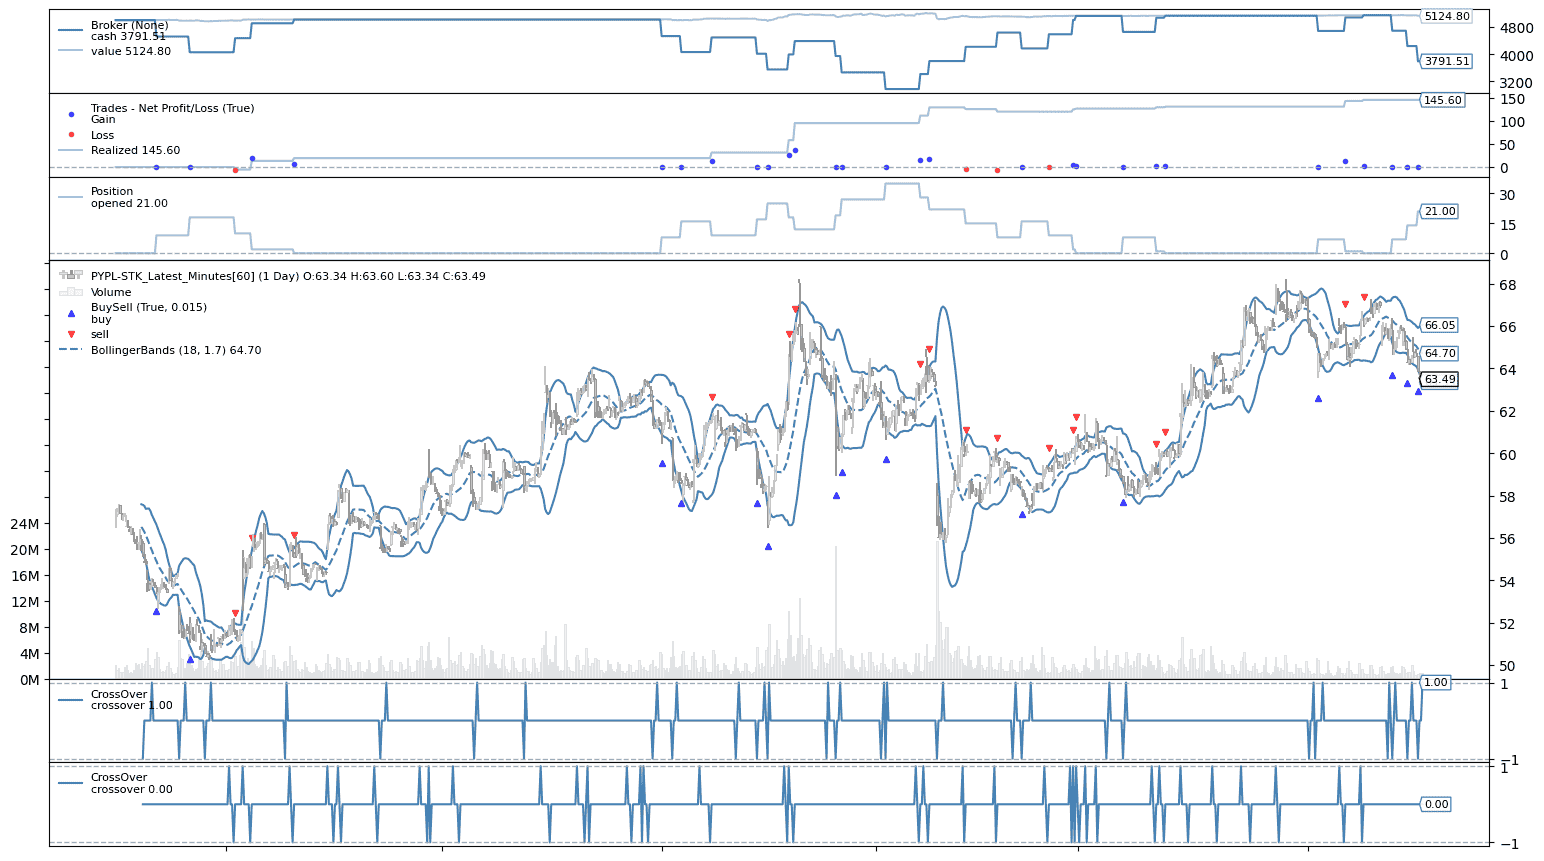 Broker (None)
cash 3791.51
value 5124.80
5124.80
4800
4000
3791.51
3200
Trades - Net Profit/Loss (True)
Gain
Loss
Realized 145.60
150
145.60
100
50
0
Position
opened 21.00
30
21.00
15
0
PYPL-STK_Latest_Minutes[60] (1 Day) O:63.34 H:63.60 L:63.34 C:63.49
Volume
BuySell (True, 0.015)
buy
sell
BollingerBands (18, 1.7) 64.70
68
66.05
66
64.70
64
63.49
62
60
58
56
54
52
50
24M
20M
16M
12M
8M
4M
0M
CrossOver
crossover 1.00
1.00
1
−1
CrossOver
crossover 0.00
1
0.00
−1